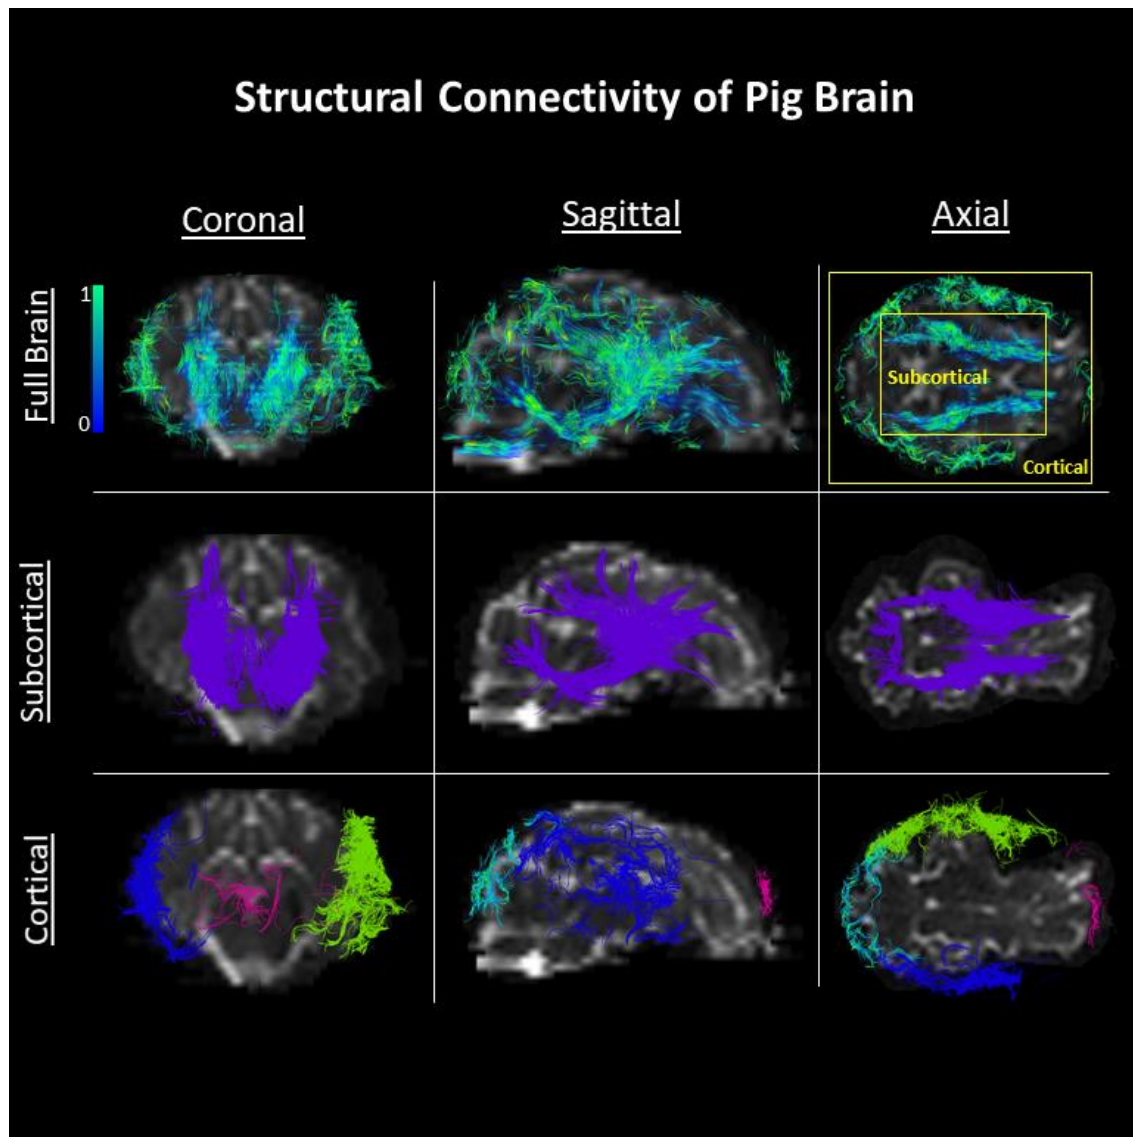 Structural Connectivity of Pig Brain
Coronal
Sagittal
Axial
Full Brain
1
0
Subcortical
Cortical
Subcortical
Cortical